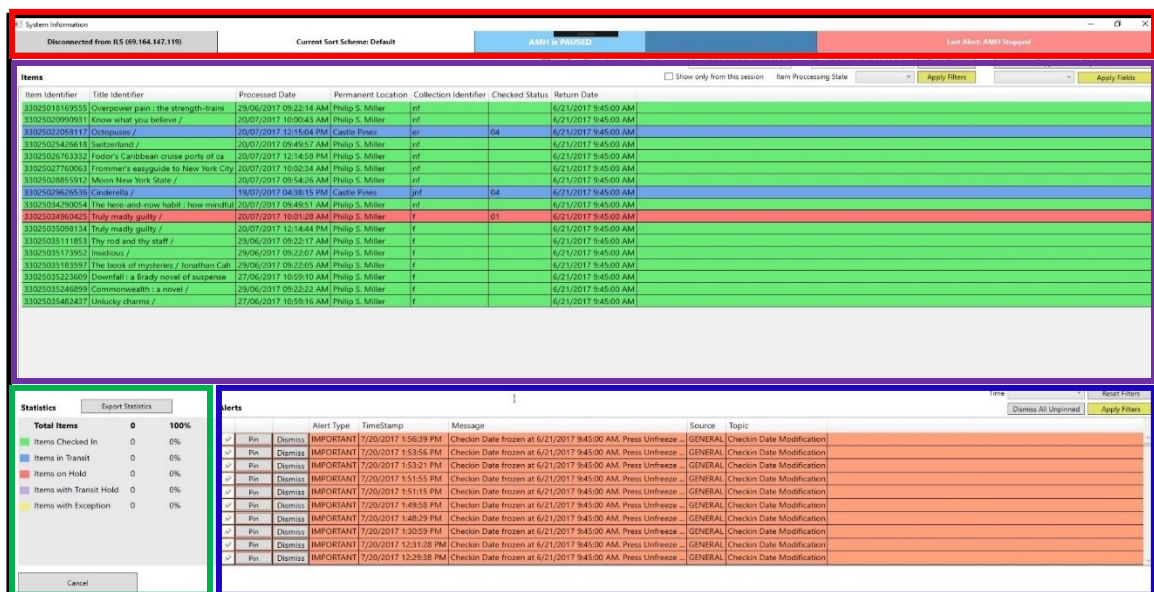 System Information
Disconnected from ILS (69.164.147.119) Current Sort Scheme: Default AMH is PAUSED Last Alert: AMH Stopped
Items Show only from this session Item Proccessing State Apply Filters Apply Fields
Item Identifier Title Identifier Processed Date Permanent Location Collection Identifier Checked Status Return Date
33025018169555 Overpower pain : the strength-traini 29/06/2017 09:22:14 AM Philip S. Miller nf 6/21/2017 9:45:00 AM
33025020990931 Know what you believe / 20/07/2017 10:00:43 AM Philip S. Miller nf 6/21/2017 9:45:00 AM
33025022058117 Octopuses / 20/07/2017 12:15:04 PM Castle Pines er 04 6/21/2017 9:45:00 AM
33025025426618 Switzerland / 20/07/2017 09:49:57 AM Philip S. Miller nf 6/21/2017 9:45:00 AM
33025026763332 Fodor's Caribbean cruise ports of ca 20/07/2017 12:14:58 PM Philip S. Miller nf 6/21/2017 9:45:00 AM
33025027760063 Frommer's easyguide to New York City 20/07/2017 10:02:34 AM Philip S. Miller nf 6/21/2017 9:45:00 AM
33025028855912 Moon New York State / 20/07/2017 09:54:26 AM Philip S. Miller nf 6/21/2017 9:45:00 AM
33025029626536 Cinderella / 19/07/2017 04:38:15 PM Castle Pines jnf 04 6/21/2017 9:45:00 AM
33025034290054 The here-and-now habit : how mindful 20/07/2017 09:49:51 AM Philip S. Miller nf 6/21/2017 9:45:00 AM
33025034960425 Truly madly guilty / 20/07/2017 10:01:28 AM Philip S. Miller f 01 6/21/2017 9:45:00 AM
33025035098134 Truly madly guilty / 20/07/2017 12:14:44 PM Philip S. Miller f 6/21/2017 9:45:00 AM
33025035111853 Thy rod and thy staff / 29/06/2017 09:22:17 AM Philip S. Miller f 6/21/2017 9:45:00 AM
33025035173952 Insidious / 29/06/2017 09:22:07 AM Philip S. Miller f 6/21/2017 9:45:00 AM
33025035183597 The book of mysteries / Jonathan Cah 29/06/2017 09:22:05 AM Philip S. Miller f 6/21/2017 9:45:00 AM
33025035223609 Downfall : a Brady novel of suspense 27/06/2017 10:59:10 AM Philip S. Miller f 6/21/2017 9:45:00 AM
33025035246899 Commonwealth : a novel / 29/06/2017 09:22:22 AM Philip S. Miller f 6/21/2017 9:45:00 AM
33025035482437 Unlucky charms / 27/06/2017 10:59:16 AM Philip S. Miller f 6/21/2017 9:45:00 AM
Statistics Export Statistics
Total Items 0 100%
Items Checked In 0 0%
Items in Transit 0 0%
Items on Hold 0 0%
Items with Transit Hold 0 0%
Items with Exception 0 0%
Cancel
Time Reset Filters
Alerts Dismiss All Unpinned Apply Filters
Alert Type TimeStamp Message Source Topic
Pin Dismiss IMPORTANT 7/20/2017 1:56:39 PM Checkin Date frozen at 6/21/2017 9:45:00 AM. Press Unfreeze ... GENERAL Checkin Date Modification
Pin Dismiss IMPORTANT 7/20/2017 1:53:56 PM Checkin Date frozen at 6/21/2017 9:45:00 AM. Press Unfreeze ... GENERAL Checkin Date Modification
Pin Dismiss IMPORTANT 7/20/2017 1:53:21 PM Checkin Date frozen at 6/21/2017 9:45:00 AM. Press Unfreeze ... GENERAL Checkin Date Modification
Pin Dismiss IMPORTANT 7/20/2017 1:51:55 PM Checkin Date frozen at 6/21/2017 9:45:00 AM. Press Unfreeze ... GENERAL Checkin Date Modification
Pin Dismiss IMPORTANT 7/20/2017 1:51:15 PM Checkin Date frozen at 6/21/2017 9:45:00 AM. Press Unfreeze ... GENERAL Checkin Date Modification
Pin Dismiss IMPORTANT 7/20/2017 1:49:58 PM Checkin Date frozen at 6/21/2017 9:45:00 AM. Press Unfreeze ... GENERAL Checkin Date Modification
Pin Dismiss IMPORTANT 7/20/2017 1:48:29 PM Checkin Date frozen at 6/21/2017 9:45:00 AM. Press Unfreeze ... GENERAL Checkin Date Modification
Pin Dismiss IMPORTANT 7/20/2017 1:30:59 PM Checkin Date frozen at 6/21/2017 9:45:00 AM. Press Unfreeze ... GENERAL Checkin Date Modification
Pin Dismiss IMPORTANT 7/20/2017 12:31:28 PM Checkin Date frozen at 6/21/2017 9:45:00 AM. Press Unfreeze ... GENERAL Checkin Date Modification
Pin Dismiss IMPORTANT 7/20/2017 12:29:38 PM Checkin Date frozen at 6/21/2017 9:45:00 AM. Press Unfreeze ... GENERAL Checkin Date Modification